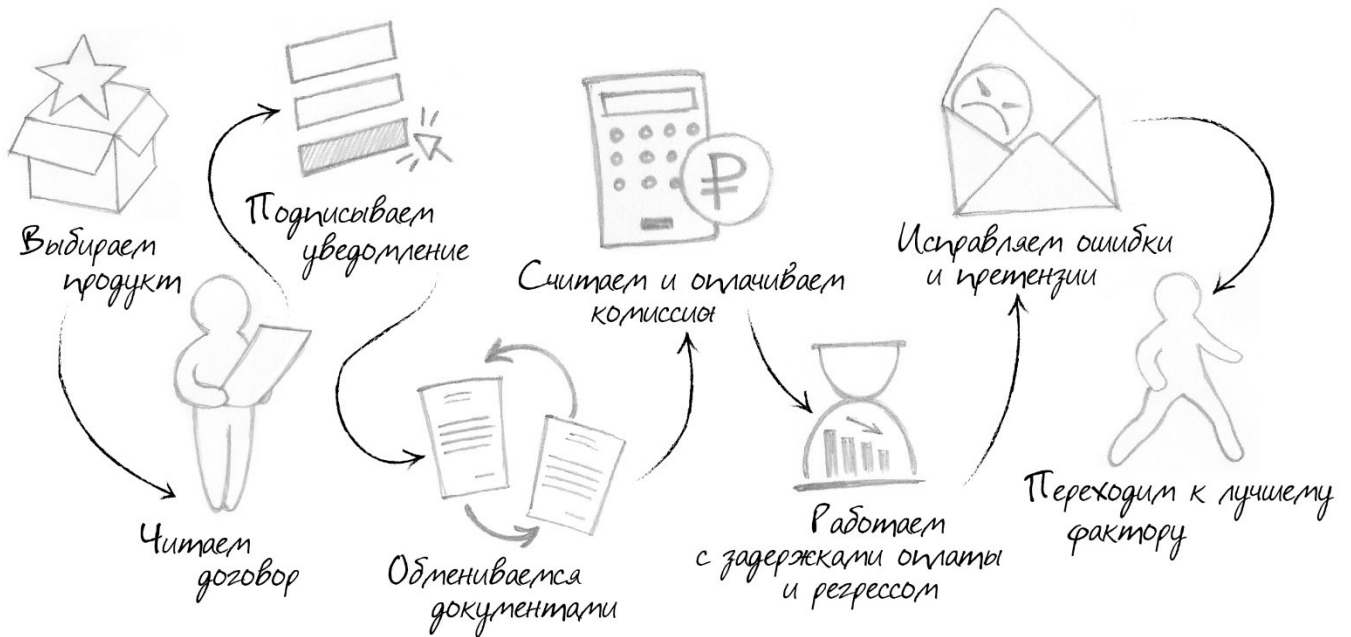 Выбираем
продукт
Читаем
договор
Подписываем
уведомление
Обмениваемся
документами
Считаем и оплачиваем
комиссии
Работаем
с задержками оплаты
и регрессом
Исправляем ошибки
и претензии
Переходим к лучшему
фактору